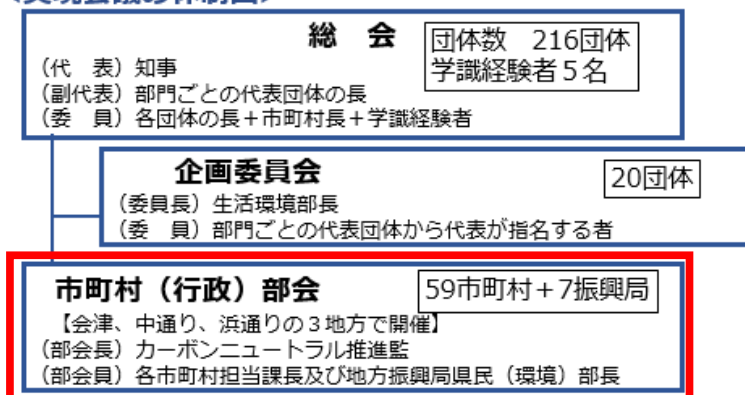 総 会
団体数 216団体
学識経験者５名
（代 表）知事
（副代表）部門ごとの代表団体の長
（委 員）各団体の長＋市町村長＋学識経験者
企画委員会
20団体
（委員長）生活環境部長
（委 員）部門ごとの代表団体から代表が指名する者
市町村（行政）部会
59市町村＋7振興局
【会津、中通り、浜通りの３地方で開催】
（部会長）カーボンニュートラル推進監
（部会員）各市町村担当課長及び地方振興局県民（環境）部長